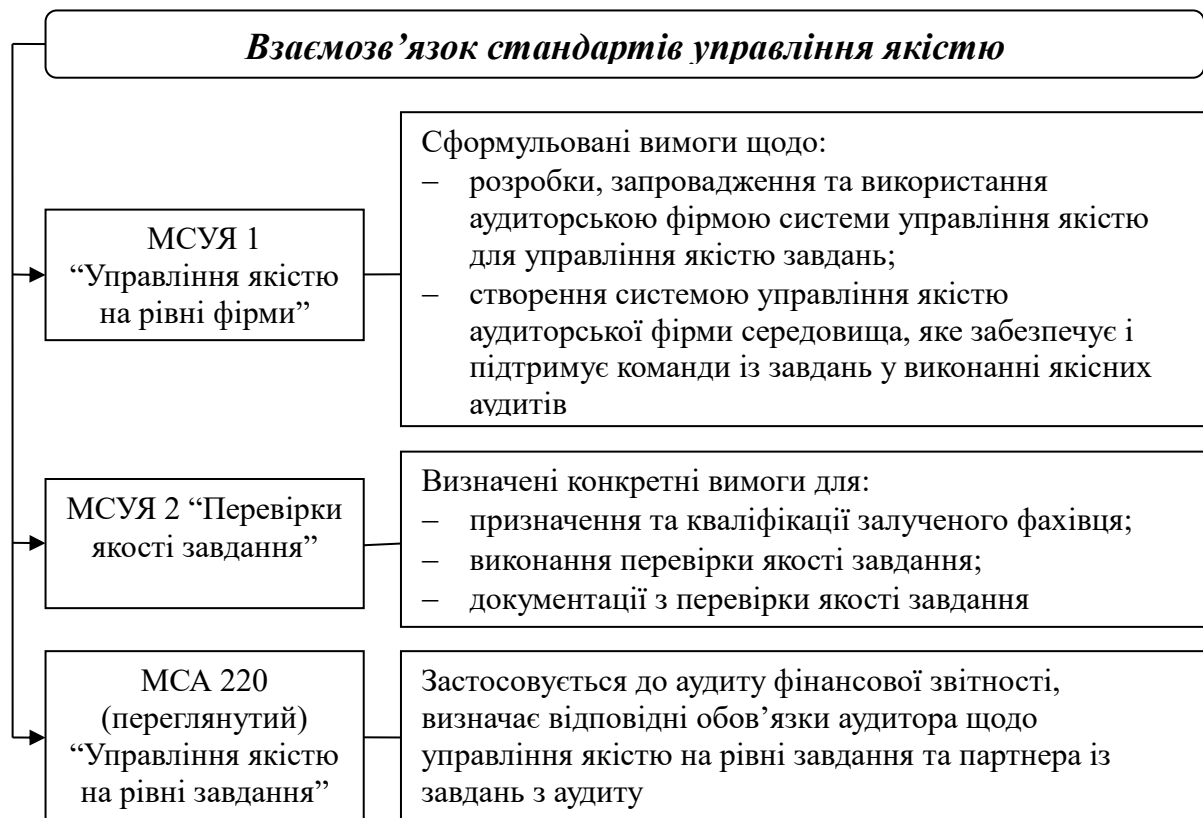 Взаємозв’язок стандартів управління якістю
МСУЯ 1
“Управління якістю
на рівні фірми”
Сформульовані вимоги щодо:
– розробки, запровадження та використання
аудиторською фірмою системи управління якістю
для управління якістю завдань;
– створення системою управління якістю
аудиторської фірми середовища, яке забезпечує і
підтримує команди із завдань у виконанні якісних
аудитів
МСУЯ 2 “Перевірки
якості завдання”
Визначені конкретні вимоги для:
– призначення та кваліфікації залученого фахівця;
– виконання перевірки якості завдання;
– документації з перевірки якості завдання
МСА 220
(переглянутий)
“Управління якістю
на рівні завдання”
Застосовується до аудиту фінансової звітності,
визначає відповідні обов’язки аудитора щодо
управління якістю на рівні завдання та партнера із
завдань з аудиту